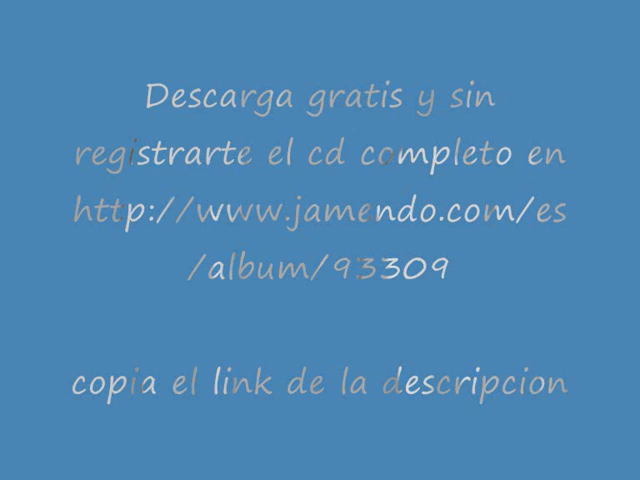 Descarga gratis y sin
registrarte el cd completo en
http://www.jamendo.com/es
/album/93309
copia el link de la descripcion